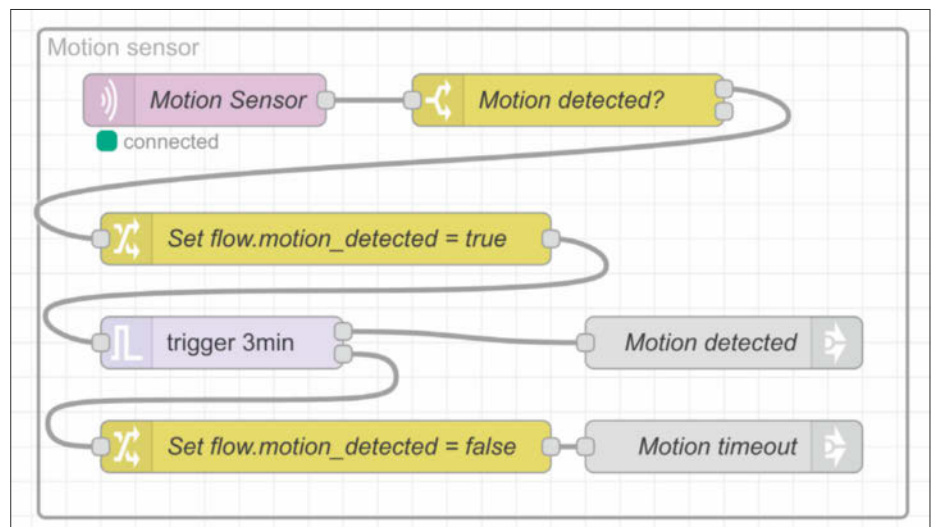 Motion sensor
Motion Sensor
Motion detected?
connected
Set flow.motion_detected = true
trigger 3min
Motion detected
Set flow.motion_detected = false
Motion timeout